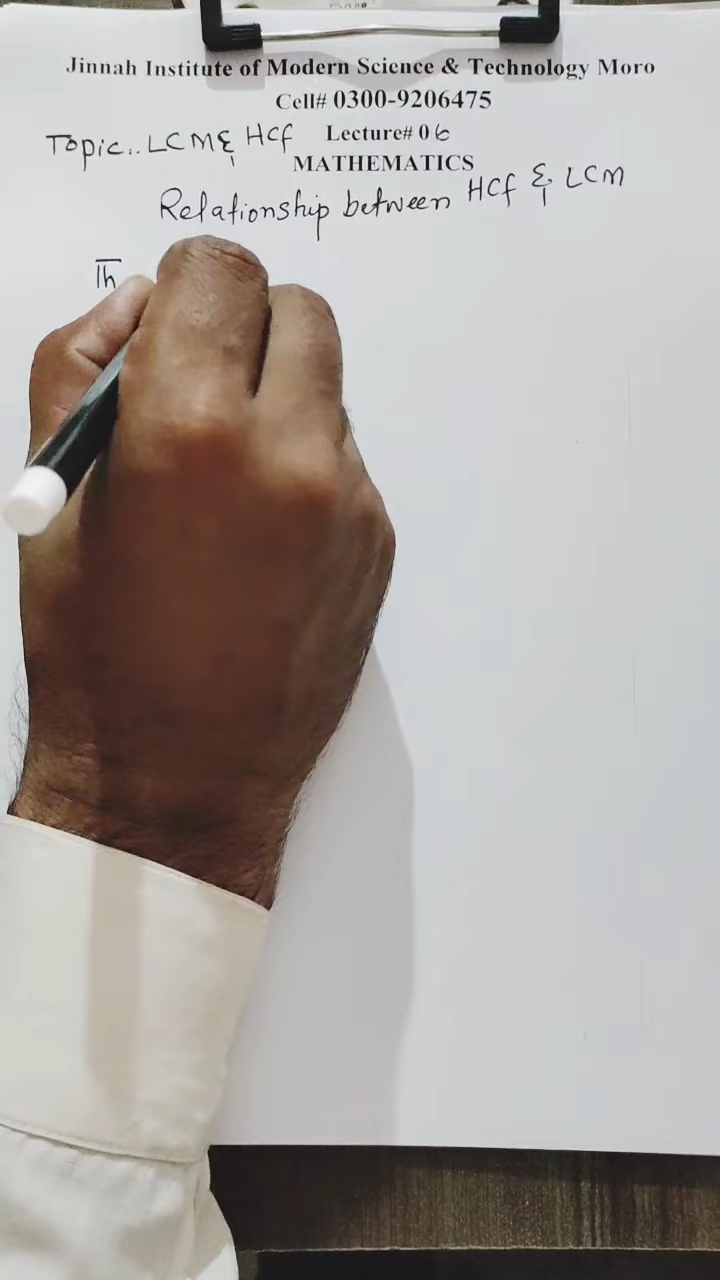 Jinnah Institute of Modern Science & Technology Moro
Cell# 0300-9206475
Topic:. LCM & HCf Lecture# 06
MATHEMATICS
Relationship between HCf & LCM
Th